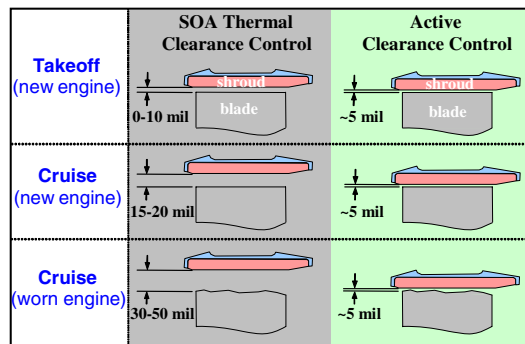 SOA Thermal
Clearance Control
Active
Clearance Control
Takeoff
(new engine)
shroud
blade
0-10 mil
shroud
blade
~5 mil
Cruise
(new engine)
15-20 mil
~5 mil
Cruise
(worn engine)
30-50 mil
~5 mil